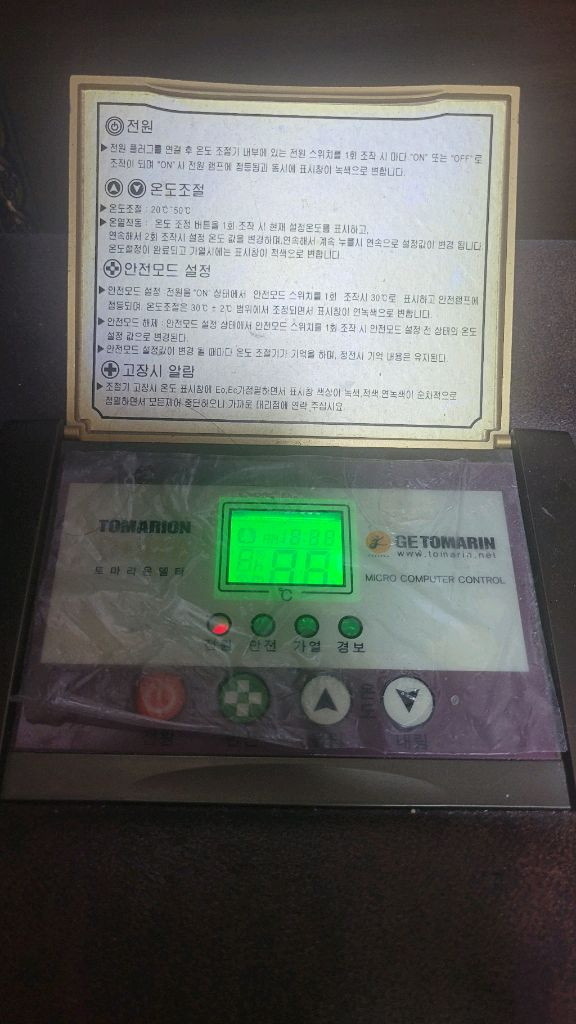 전원
▶전원 플러그를 연결 후 온도 조절기 내부에 있는 전원 스위치를 1회 조작 시 마다 "ON" 또는 "OFF"로
조작이 되며 "ON"시 전원 램프에 점등됨과 동시에 표시창이 녹색으로 변합니다.
온도조절
▶온도조절 : 20℃~50℃
▶온열작동 : 온도 조정 버튼을 1회 조작 시 현재 설정온도를 표시하고,
연속해서 2회 조작시 설정 온도 값을 변경하며,연속해서 계속 누를시 연속으로 설정값이 변경 됩니다.
온도설정이 완료되고 가열시에는 표시창이 적색으로 변합니다.
안전모드 설정
▶안전모드 설정 :전원을 "ON" 상태에서 안전모드 스위치를 1회 조작시 30℃로 표시하고 안전램프에
점등되며, 온도조정은 30℃ ± 2℃ 범위에서 조정되면서 표시창이 연녹색으로 변합니다.
▶안전모드 해제 : 안전모드 설정 상태에서 안전모드 스위치를 1회 조작 시 안전모드 설정 전 상태의 온도
설정 값으로 변경된다.
▶안전모드 설정값이 변경 될 때마다 온도 조절기가 기억을 하며, 정전시 기억 내용은 유지된다.
고장시 알람
▶조절기 고장시 온도 표시창에 Eo,Ec가점멸하면서 표시창 색상이 녹색,적색,연녹색이 순차적으로
점멸하면서 모든제어 중단하오니 가까운 대리점에 연락 주십시요
TOMARION
토마리온델타
GETOMARIN
www.tomarin.net
MICRO COMPUTER CONTROL
℃
전원 안전 가열 경보
내림